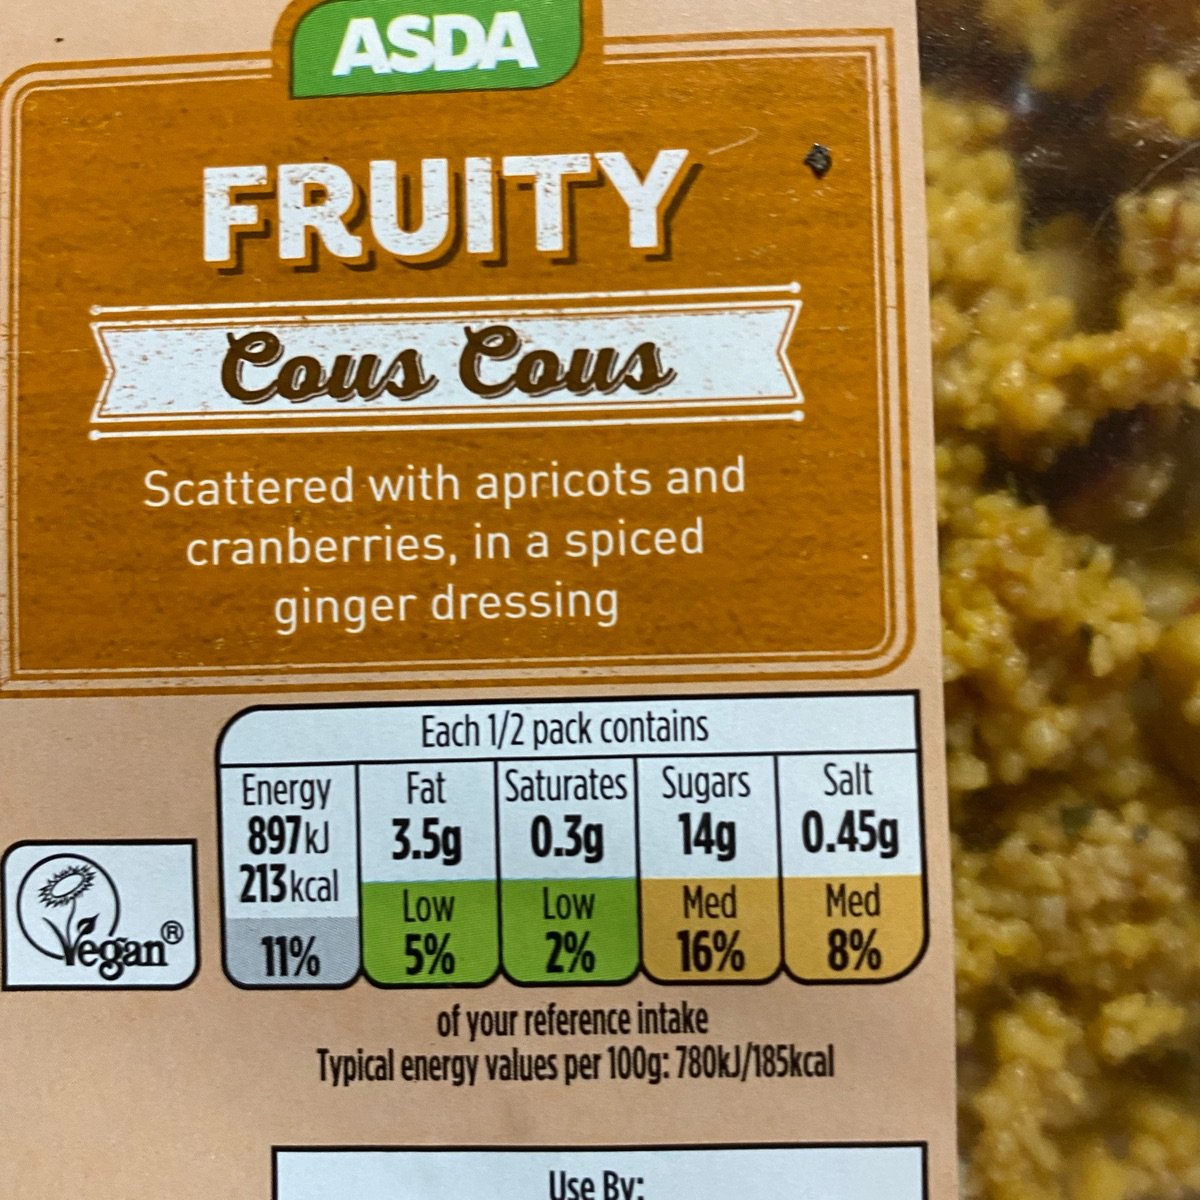 ASDA
FRUITY
Cous Cous
Scattered with apricots and
cranberries, in a spiced
ginger dressing
Each 1/2 pack contains
Energy Fat Saturates Sugars Salt
897kJ 3.5g 0.3g 14g 0.45g
213kcal Low Low Med Med
11% 5% 2% 16% 8%
Vegan®
of your reference intake
Typical energy values per 100g: 780kJ/185kcal
Use By: